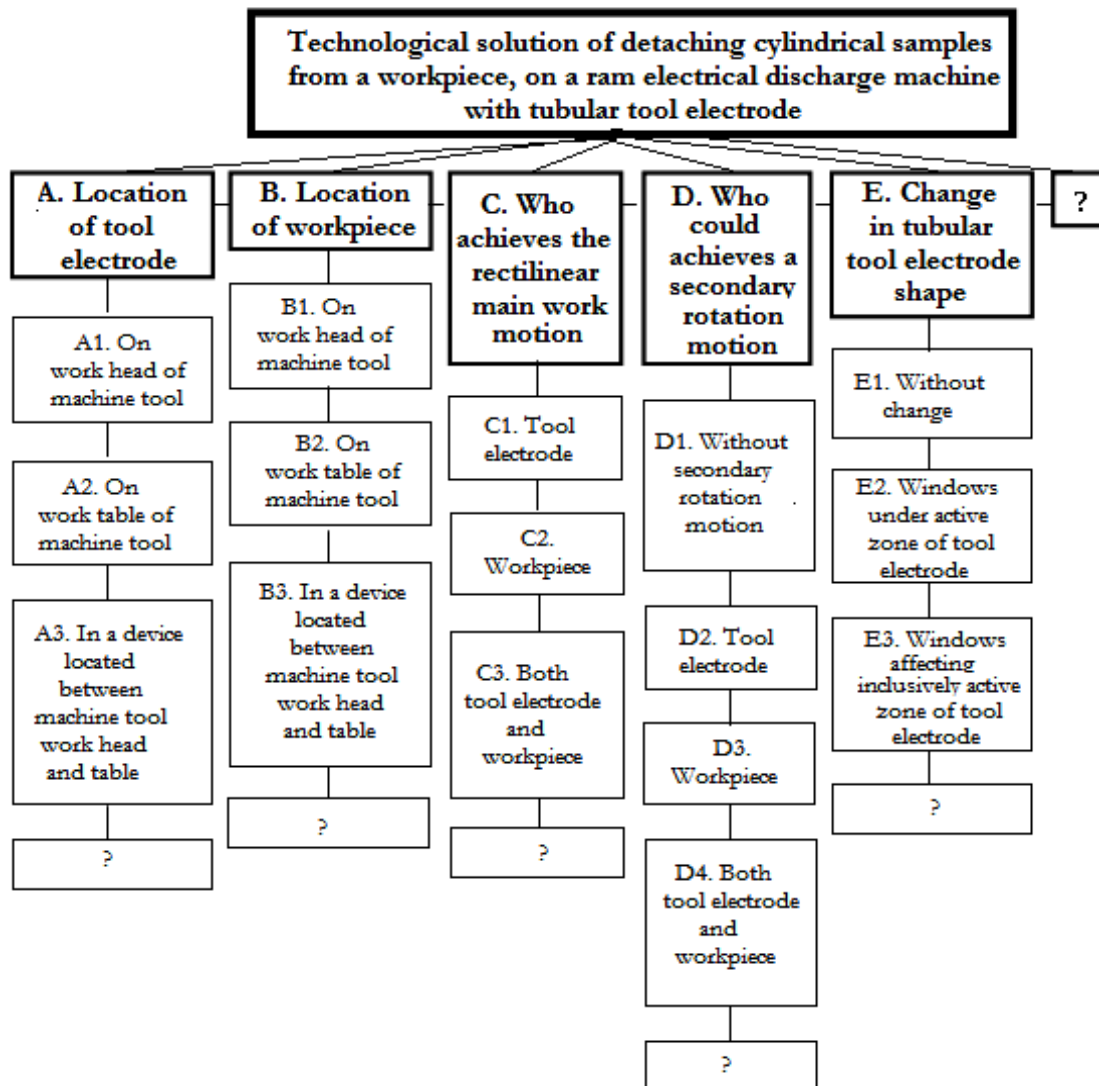 Technological solution of detaching cylindrical samples
from a workpiece, on a ram electrical discharge machine
with tubular tool electrode
A. Location
of tool
electrode
A1. On
work head of
machine tool
A2. On
work table of
machine tool
A3. In a device
located
between
machine tool
work head
and table
?
B. Location
of workpiece
B1. On
work head of
machine tool
B2. On
work table of
machine tool
B3. In a device
located
between
machine tool
work head
and table
?
C. Who
achieves the
rectilinear
main work
motion
C1. Tool
electrode
C2.
Workpiece
C3. Both
tool electrode
and
workpiece
?
D. Who
could
achieves a
secondary
rotation
motion
D1. Without
secondary
rotation
motion
D2. Tool
electrode
D3.
Workpiece
D4. Both
tool electrode
and
workpiece
?
E. Change
in tubular
tool electrode
shape
E1. Without
change
E2. Windows
under active
zone of tool
electrode
E3. Windows
affecting
inclusively active
zone of tool
electrode
?
?